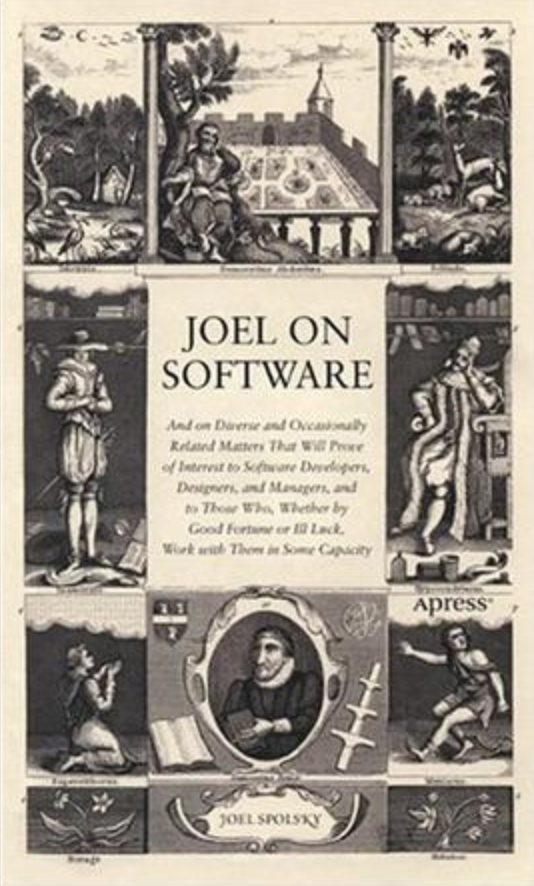 JOEL ON
SOFTWARE
And on Diverse and Occasionally
Related Matters That Will Prove
of Interest to Software Developers,
Designers, and Managers, and
to Those Who, Whether by
Good Fortune or Ill Luck,
Work with Them in Some Capacity
Apress®
JOEL SPOLSKY
Borage